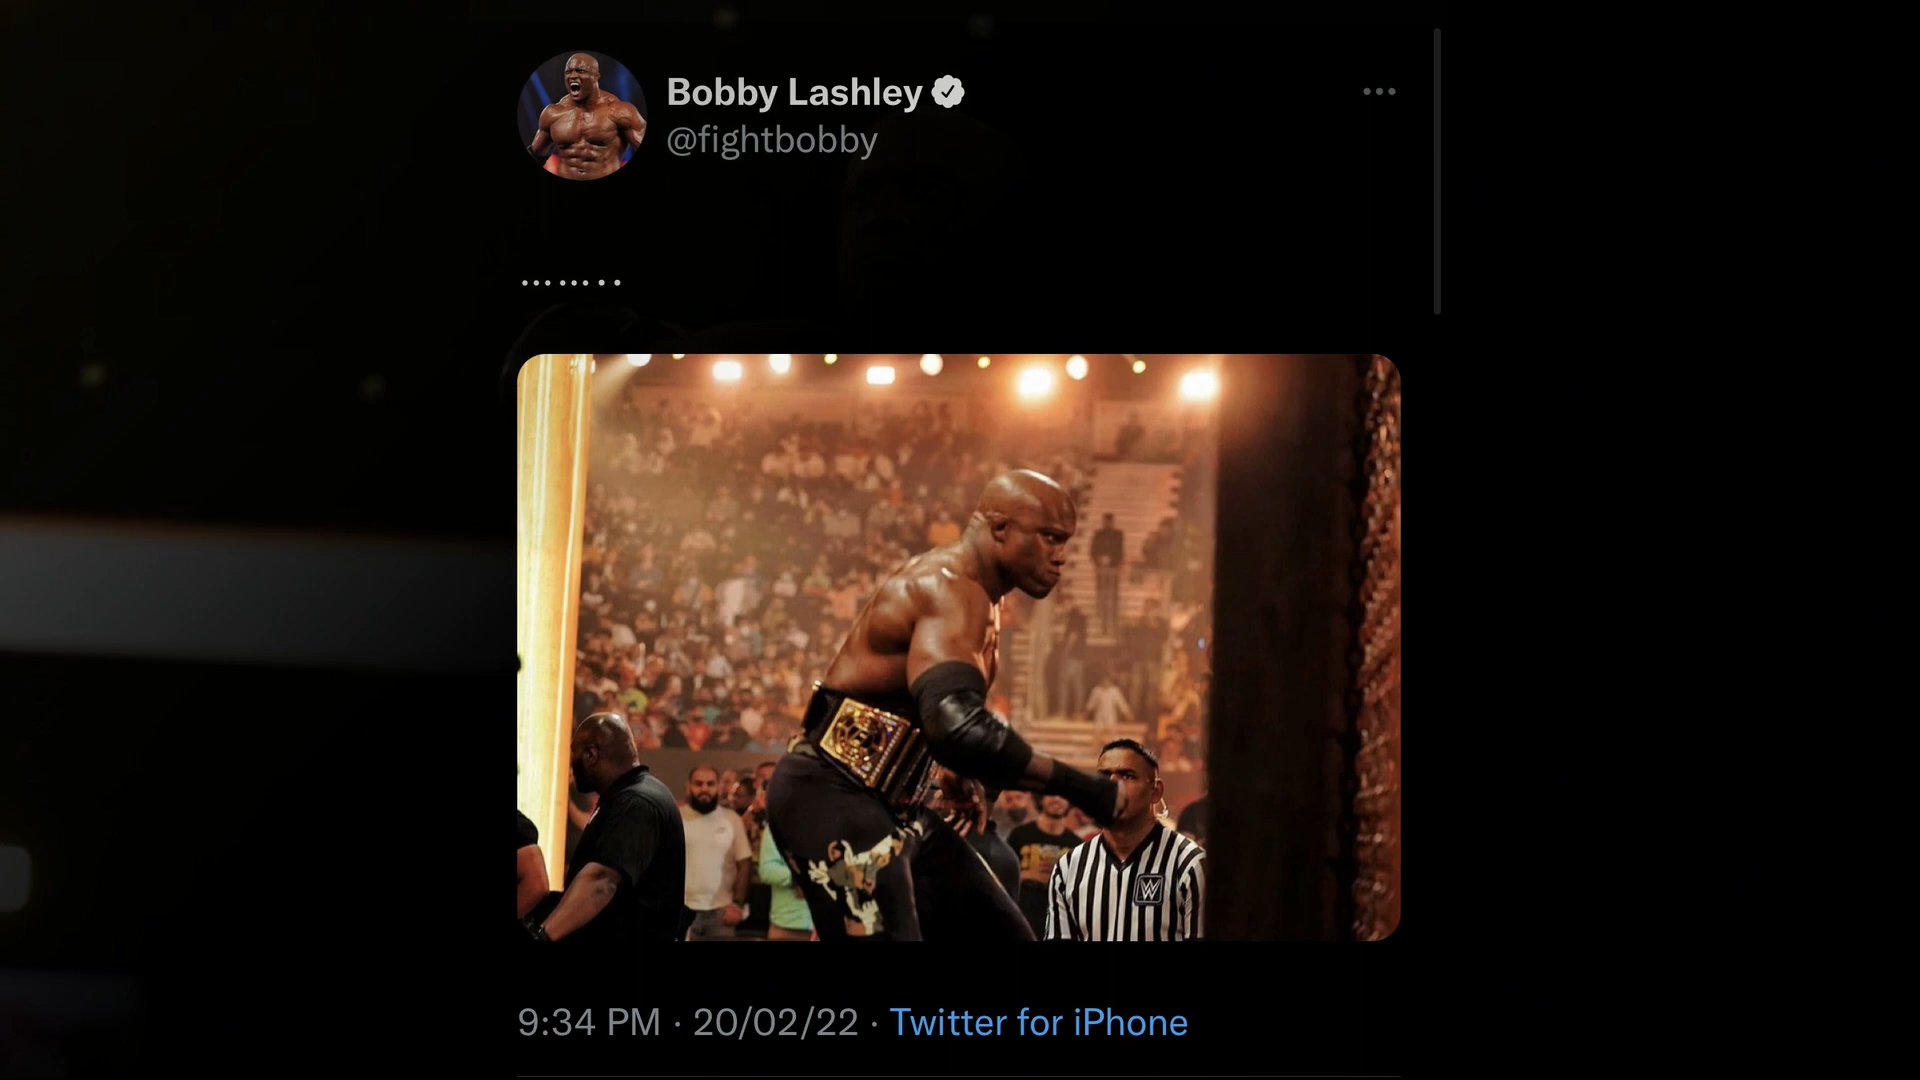 Bobby Lashley
@fightbobby
........
W
9:34 PM · 20/02/22 · Twitter for iPhone